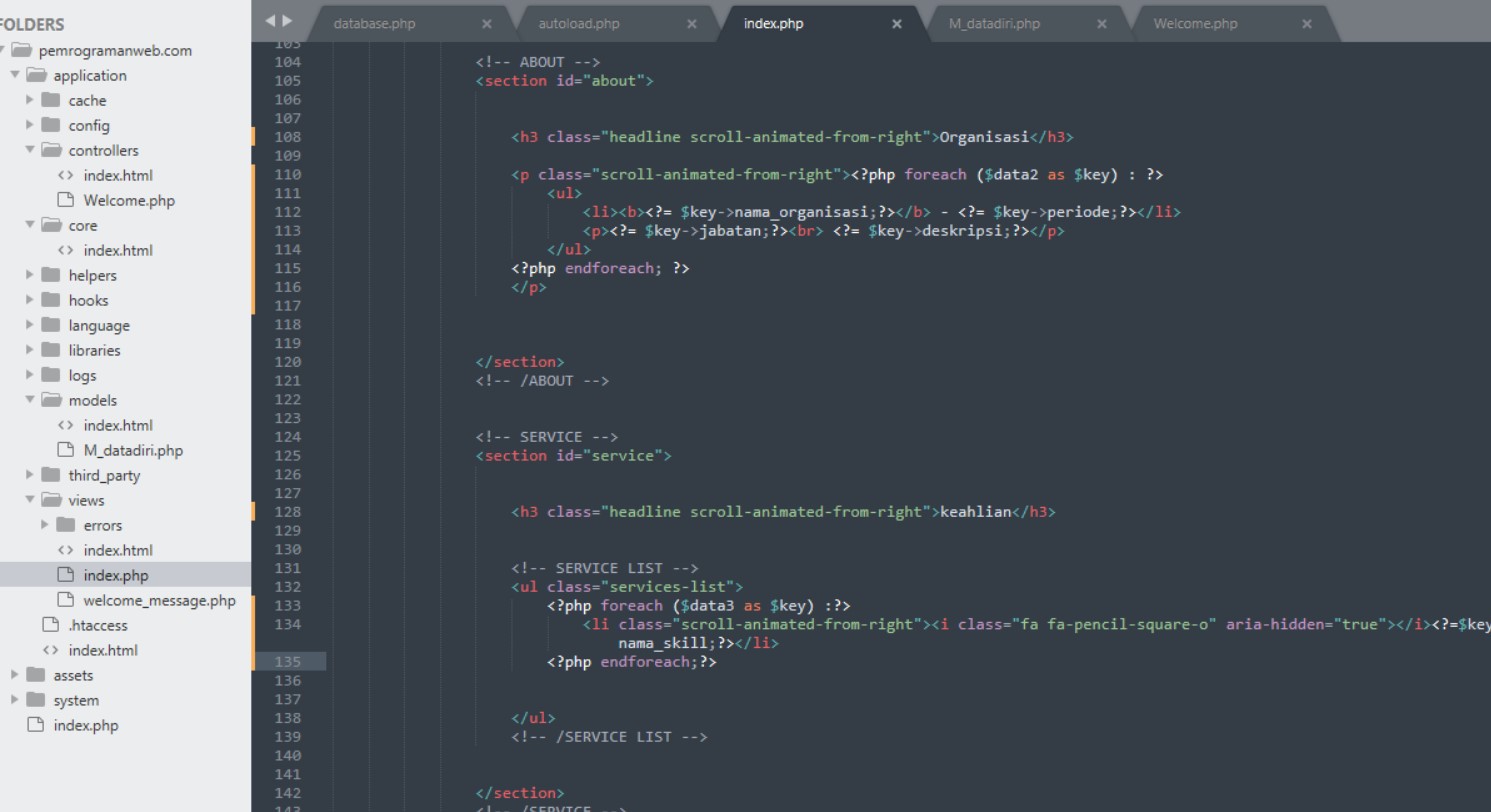 FOLDERS
pemrogramanweb.com
application
cache
config
controllers
index.html
Welcome.php
core
index.html
helpers
hooks
language
libraries
logs
models
index.html
M_datadiri.php
third_party
views
errors
index.html
index.php
welcome_message.php
.htaccess
index.html
assets
system
index.php
database.php × autoload.php × index.php × M_datadiri.php × Welcome.php ×
103
104 <!-- ABOUT -->
105 <section id="about">
106
107
108 <h3 class="headline scroll-animated-from-right">Organisasi</h3>
109
110 <p class="scroll-animated-from-right"><?php foreach ($data2 as $key) : ?>
111 <ul>
112 <li><b><?= $key->nama_organisasi;?></b> - <?= $key->periode;?></li>
113 <p><?= $key->jabatan;?><br> <?= $key->deskripsi;?></p>
114 </ul>
115 <?php endforeach; ?>
116 </p>
117
118
119
120 </section>
121 <!-- /ABOUT -->
122
123
124 <!-- SERVICE -->
125 <section id="service">
126
127
128 <h3 class="headline scroll-animated-from-right">keahlian</h3>
129
130
131 <!-- SERVICE LIST -->
132 <ul class="services-list">
133 <?php foreach ($data3 as $key) :?>
134 <li class="scroll-animated-from-right"><i class="fa fa-pencil-square-o" aria-hidden="true"></i><?=$key
nama_skill;?></li>
135 <?php endforeach;?>
136
137
138 </ul>
139 <!-- /SERVICE LIST -->
140
141
142 </section>
143 <!-- /SERVICE -->